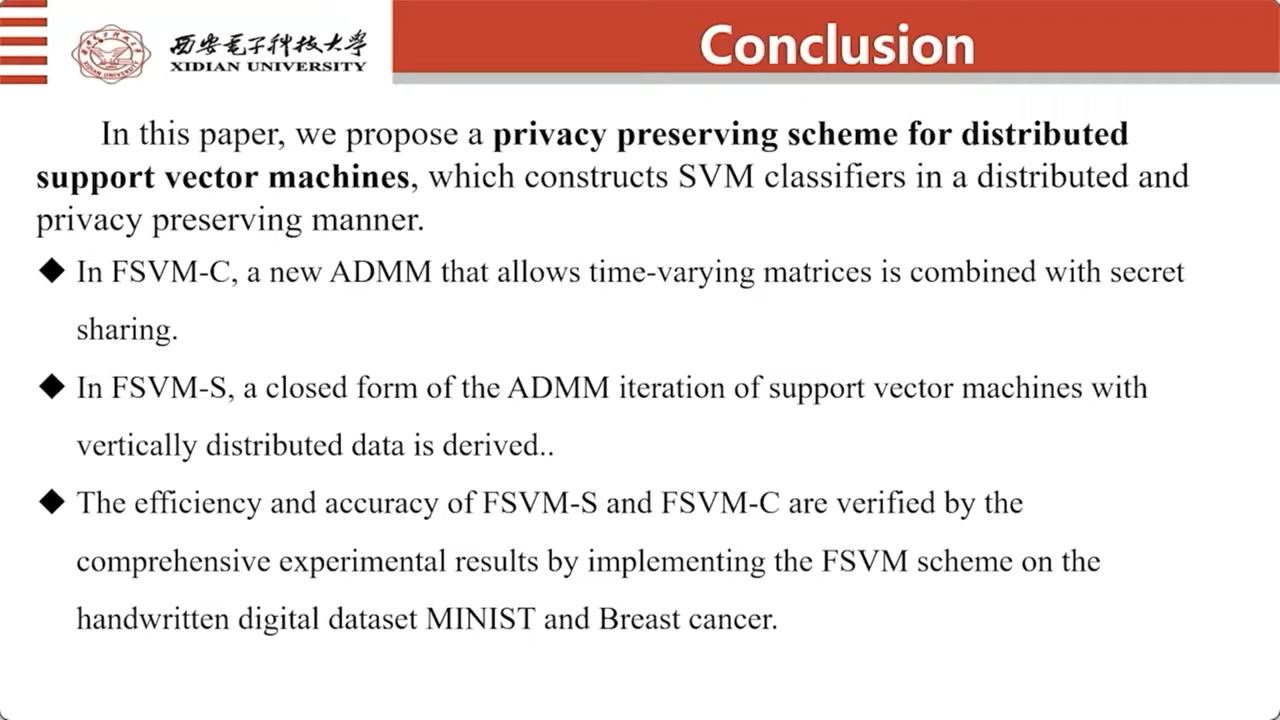 西安电子科技大学
XIDIAN UNIVERSITY
Conclusion
In this paper, we propose a privacy preserving scheme for distributed
support vector machines, which constructs SVM classifiers in a distributed and
privacy preserving manner.
◆ In FSVM-C, a new ADMM that allows time-varying matrices is combined with secret
sharing.
◆ In FSVM-S, a closed form of the ADMM iteration of support vector machines with
vertically distributed data is derived..
◆ The efficiency and accuracy of FSVM-S and FSVM-C are verified by the
comprehensive experimental results by implementing the FSVM scheme on the
handwritten digital dataset MINIST and Breast cancer.